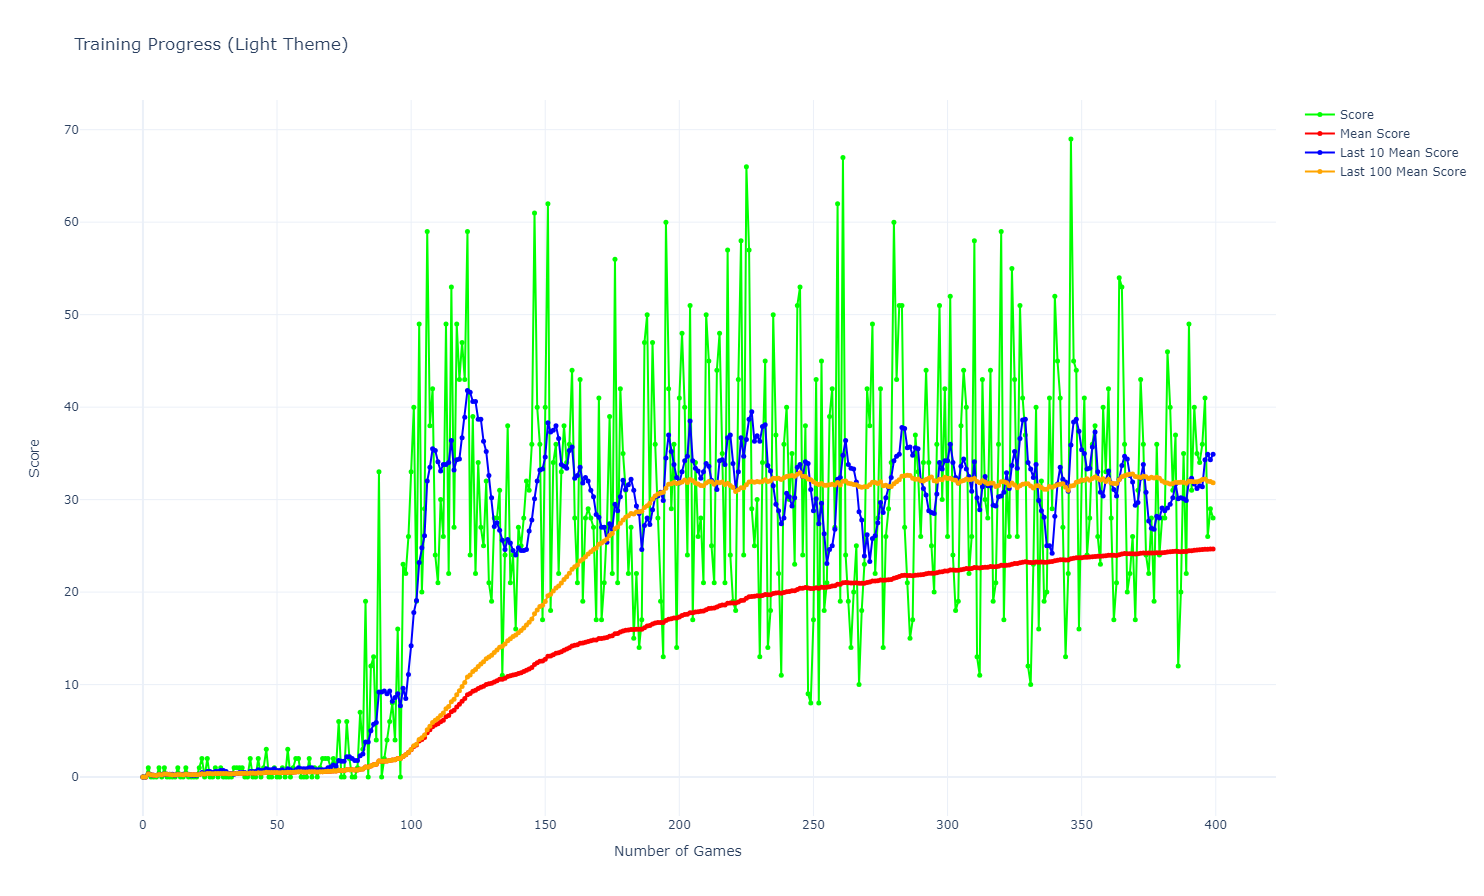 Training Progress (Light Theme)
Score
Mean Score
Last 10 Mean Score
Last 100 Mean Score
70
60
50
40
30
20
10
0
Score
0 50 100 150 200 250 300 350 400
Number of Games